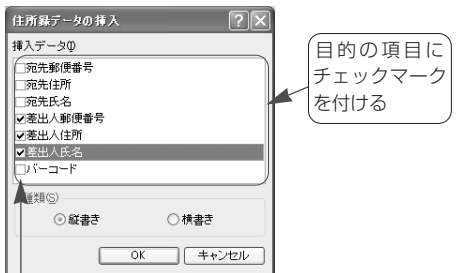 住所録データの挿入
挿入データ(I)
宛先郵便番号
宛先住所
宛先氏名
差出人郵便番号
差出人住所
差出人氏名
バーコード
種類(S)
縦書き
横書き
OK
キャンセル
目的の項目に
チェックマーク
を付ける